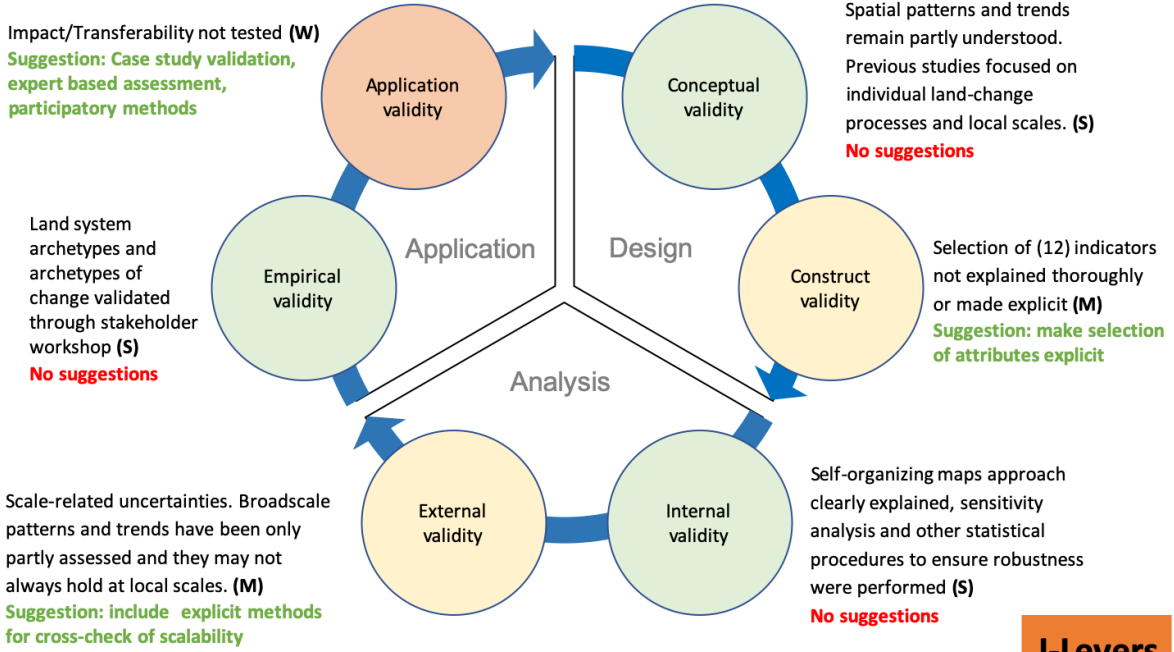 Impact/Transferability not tested (W)
Suggestion: Case study validation,
expert based assessment,
participatory methods
Application
validity
Conceptual
validity
Spatial patterns and trends
remain partly understood.
Previous studies focused on
individual land-change
processes and local scales. (S)
No suggestions
Land system
archetypes and
archetypes of
change validated
through stakeholder
workshop (S)
No suggestions
Empirical
validity
Application
Design
Construct
validity
Selection of (12) indicators
not explained thoroughly
or made explicit (M)
Suggestion: make selection
of attributes explicit
Analysis
Scale-related uncertainties. Broadscale
patterns and trends have been only
partly assessed and they may not
always hold at local scales. (M)
Suggestion: include explicit methods
for cross-check of scalability
External
validity
Internal
validity
Self-organizing maps approach
clearly explained, sensitivity
analysis and other statistical
procedures to ensure robustness
were performed (S)
No suggestions